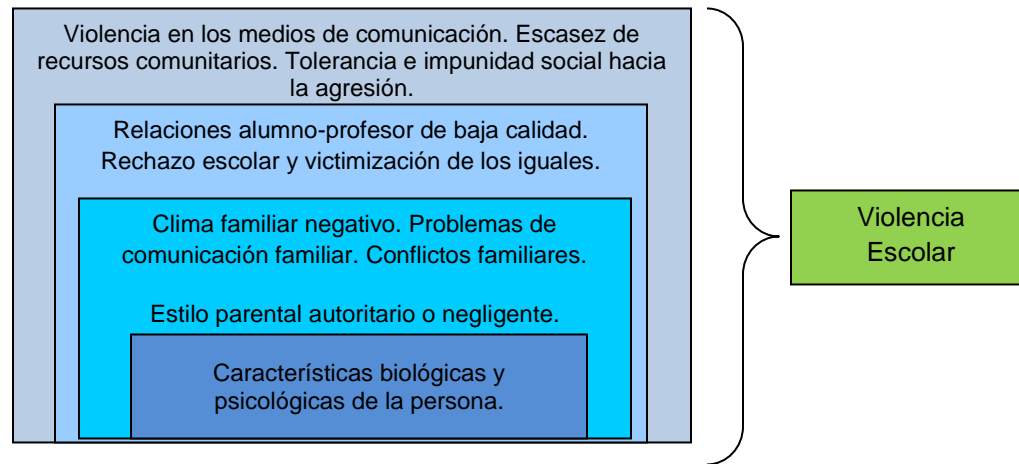 Violencia en los medios de comunicación. Escasez de
recursos comunitarios. Tolerancia e impunidad social hacia
la agresión.
Relaciones alumno-profesor de baja calidad.
Rechazo escolar y victimización de los iguales.
Clima familiar negativo. Problemas de
comunicación familiar. Conflictos familiares.
Estilo parental autoritario o negligente.
Características biológicas y
psicológicas de la persona.
Violencia
Escolar